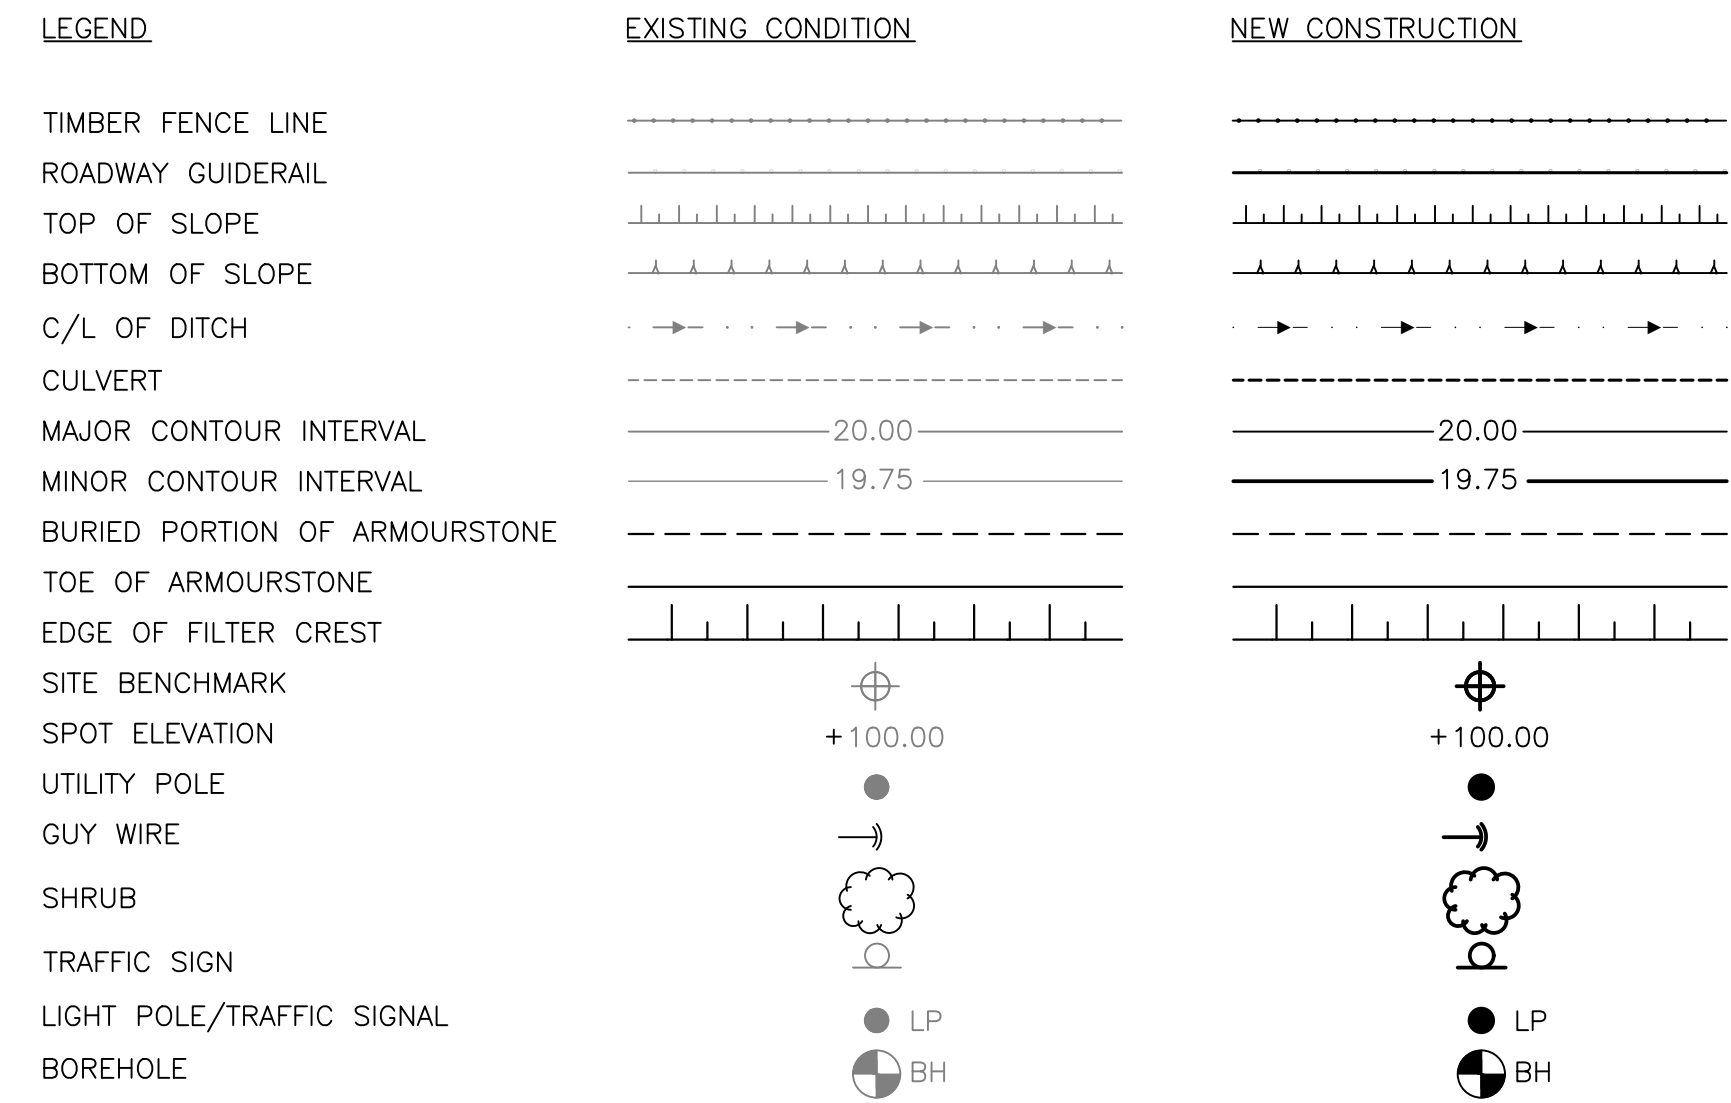 LEGEND EXISTING CONDITION NEW CONSTRUCTION
TIMBER FENCE LINE
ROADWAY GUIDERAIL
TOP OF SLOPE
BOTTOM OF SLOPE
C/L OF DITCH
CULVERT
MAJOR CONTOUR INTERVAL 20.00 20.00
MINOR CONTOUR INTERVAL 19.75 19.75
BURIED PORTION OF ARMOURSTONE
TOE OF ARMOURSTONE
EDGE OF FILTER CREST
SITE BENCHMARK
SPOT ELEVATION +100.00 +100.00
UTILITY POLE
GUY WIRE
SHRUB
TRAFFIC SIGN
LIGHT POLE/TRAFFIC SIGNAL LP LP
BOREHOLE BH BH